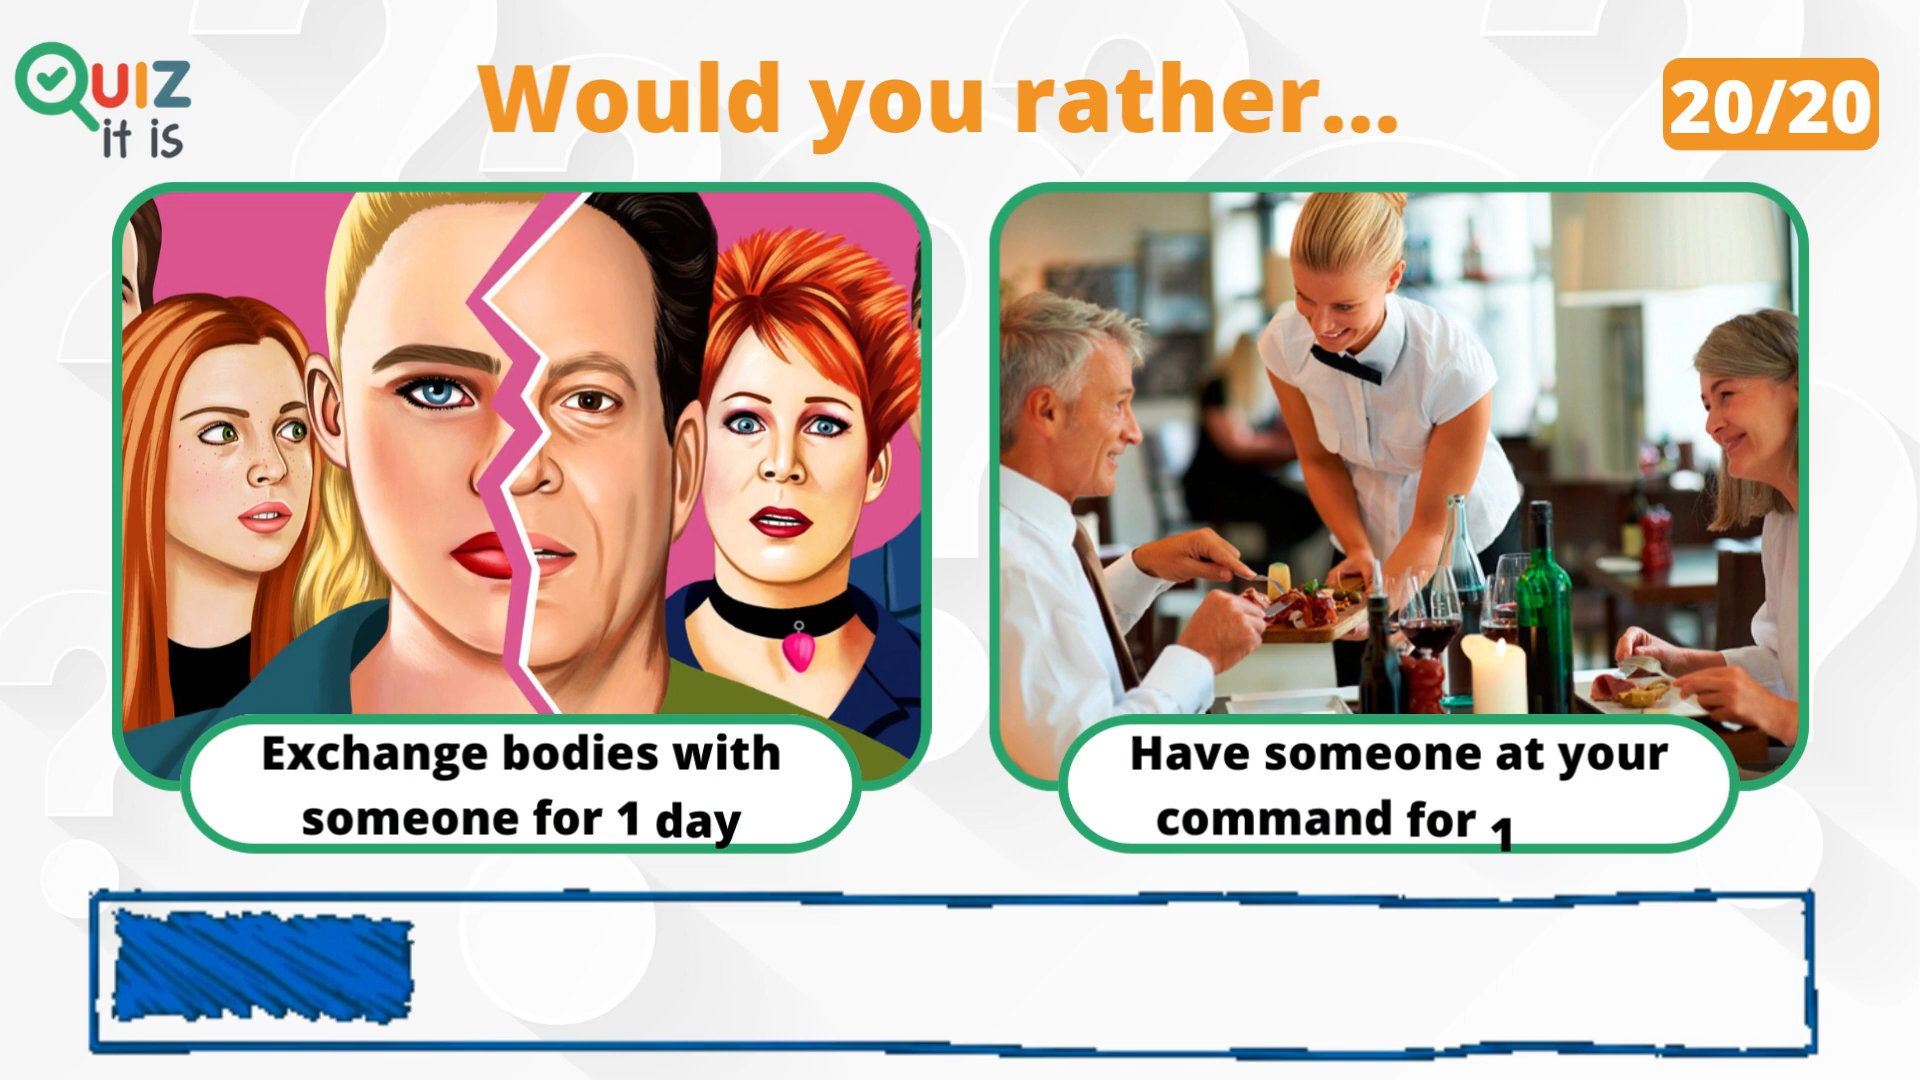 QUIZ
it is
Would you rather...
20/20
Exchange bodies with
someone for 1 day
Have someone at your
command for 1